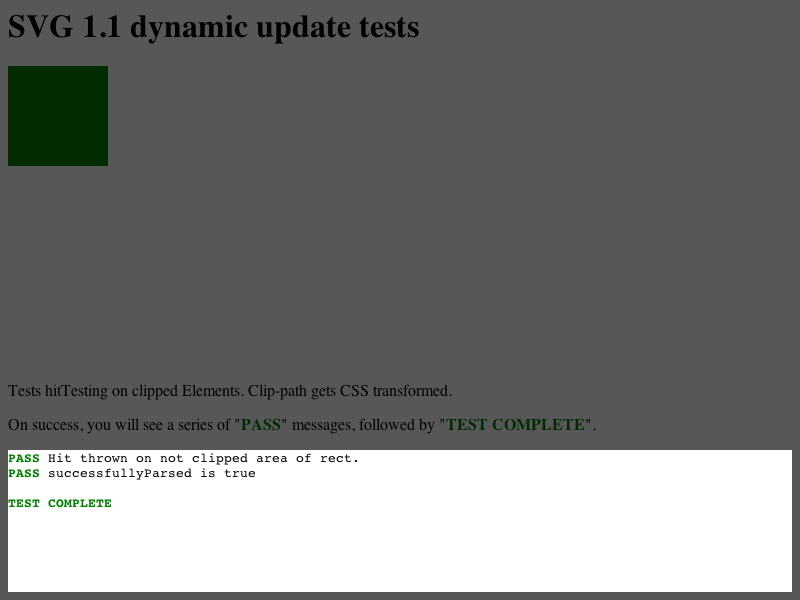 SVG 1.1 dynamic update tests
Tests hitTesting on clipped Elements. Clip-path gets CSS transformed.
On success, you will see a series of "PASS" messages, followed by "TEST COMPLETE".
PASS Hit thrown on not clipped area of rect.
PASS successfullyParsed is true
TEST COMPLETE